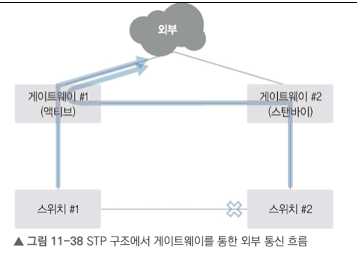 외부
게이트웨이 #1
(액티브)
게이트웨이 #2
(스탠바이)
스위치 #1
스위치 #2
▲ 그림 11-38 STP 구조에서 게이트웨이를 통한 외부 통신 흐름